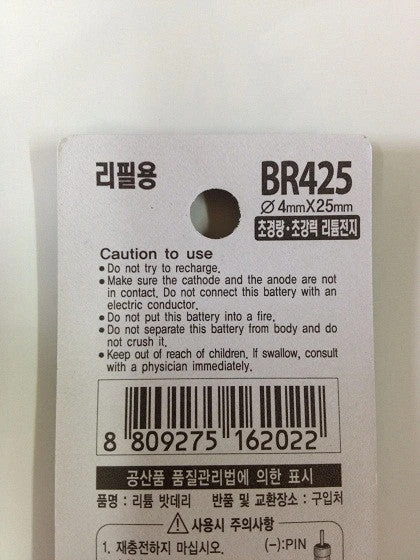 리필용
BR425
Ø 4mmX25mm
초경량·초강력 리튬전지
Caution to use
● Do not try to recharge.
● Make sure the cathode and the anode are not
in contact. Do not connect this battery with an
electric conductor.
● Do not put this battery into a fire.
● Do not separate this battery from body and do
not crush it.
● Keep out of reach of children. If swallow, consult
with a physician immediately.
8 809275 162022
공산품 품질관리법에 의한 표시
품명 : 리튬 밧데리 반품 및 교환장소 : 구입처
⚠ 사용시 주의사항
1. 재충전하지 마십시오.
(-):PIN